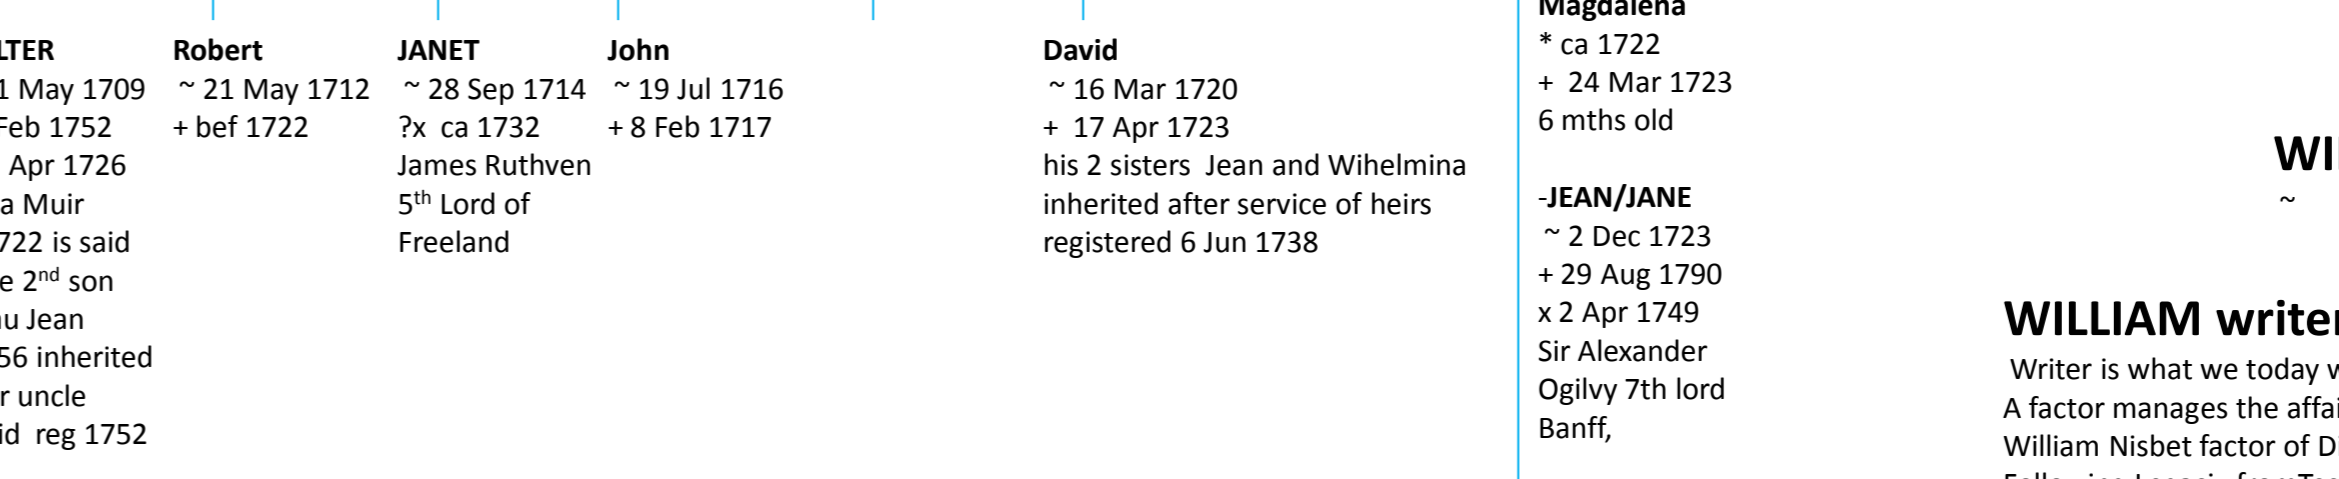 LTER
1 May 1709
Feb 1752
Apr 1726
a Muir
722 is said
e 2nd son
u Jean
56 inherited
r uncle
id reg 1752
Robert
~ 21 May 1712
+ bef 1722
JANET
~ 28 Sep 1714
?x ca 1732
James Ruthven
5th Lord of
Freeland
John
~ 19 Jul 1716
+ 8 Feb 1717
David
~ 16 Mar 1720
+ 17 Apr 1723
his 2 sisters Jean and Wihelmina
inherited after service of heirs
registered 6 Jun 1738
Magdalena
* ca 1722
+ 24 Mar 1723
6 mths old
-JEAN/JANE
~ 2 Dec 1723
+ 29 Aug 1790
x 2 Apr 1749
Sir Alexander
Ogilvy 7th lord
Banff,
WI
~
WILLIAM writer
Writer is what we today w
A factor manages the affai
William Nisbet factor of Di